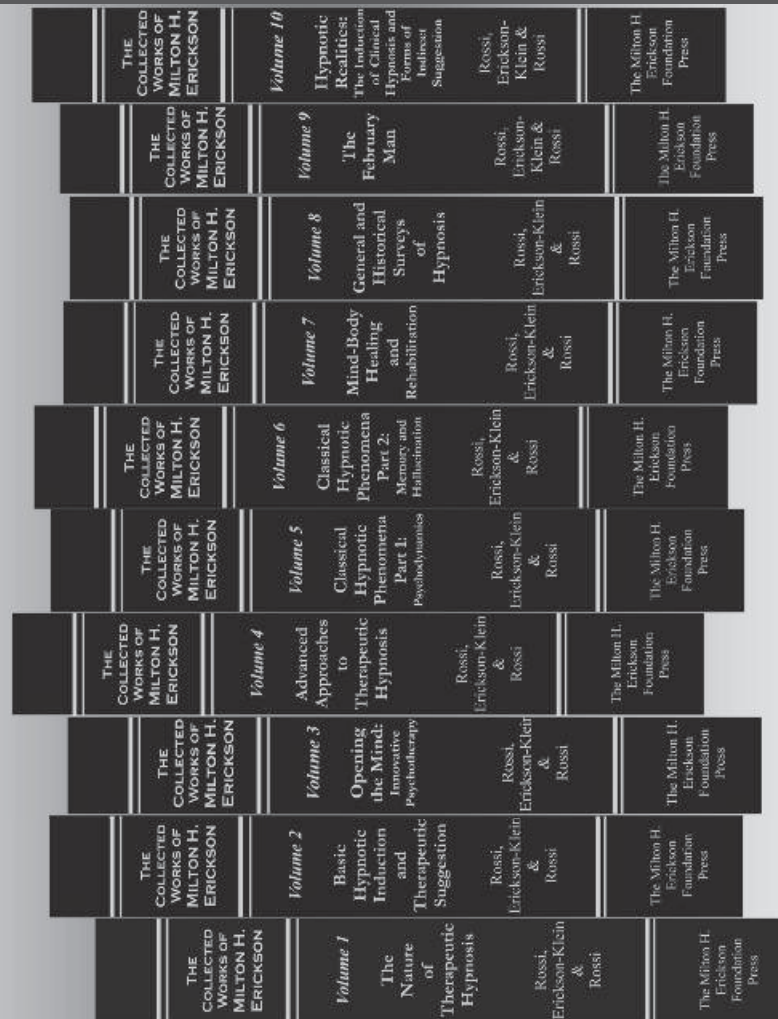 THE
COLLECTED
WORKS OF
MILTON H.
ERICKSON
Volume 1
The
Nature
of
Therapeutic
Hypnosis
Rossi,
Erickson-Klein
&
Rossi
The Milton H.
Erickson
Foundation
Press
THE
COLLECTED
WORKS OF
MILTON H.
ERICKSON
Volume 2
Basic
Hypnotic
Induction
and
Therapeutic
Suggestion
Rossi,
Erickson-Klein
&
Rossi
The Milton H.
Erickson
Foundation
Press
THE
COLLECTED
WORKS OF
MILTON H.
ERICKSON
Volume 3
Opening
the Mind:
Innovative
Psychotherapy
Rossi,
Erickson-Klein
&
Rossi
The Milton H.
Erickson
Foundation
Press
THE
COLLECTED
WORKS OF
MILTON H.
ERICKSON
Volume 4
Advanced
Approaches
to
Therapeutic
Hypnosis
Rossi,
Erickson-Klein
&
Rossi
The Milton H.
Erickson
Foundation
Press
THE
COLLECTED
WORKS OF
MILTON H.
ERICKSON
Volume 5
Classical
Hypnotic
Phenomena
Part 1:
Psychodynamics
Rossi,
Erickson-Klein
&
Rossi
The Milton H.
Erickson
Foundation
Press
THE
COLLECTED
WORKS OF
MILTON H.
ERICKSON
Volume 6
Classical
Hypnotic
Phenomena
Part 2:
Memory and
Hallucination
Rossi,
Erickson-Klein
&
Rossi
The Milton H.
Erickson
Foundation
Press
THE
COLLECTED
WORKS OF
MILTON H.
ERICKSON
Volume 7
Mind-Body
Healing
and
Rehabilitation
Rossi,
Erickson-Klein
&
Rossi
The Milton H.
Erickson
Foundation
Press
THE
COLLECTED
WORKS OF
MILTON H.
ERICKSON
Volume 8
General and
Historical
Surveys
of
Hypnosis
Rossi,
Erickson-Klein
&
Rossi
The Milton H.
Erickson
Foundation
Press
THE
COLLECTED
WORKS OF
MILTON H.
ERICKSON
Volume 9
The
February
Man
Rossi,
Erickson-
Klein &
Rossi
The Milton H.
Erickson
Foundation
Press
THE
COLLECTED
WORKS OF
MILTON H.
ERICKSON
Volume 10
Hypnotic
Realities:
The Induction
of Clinical
Hypnosis and
Forms of
Indirect
Suggestion
Rossi,
Erickson-
Klein &
Rossi
The Milton H.
Erickson
Foundation
Press